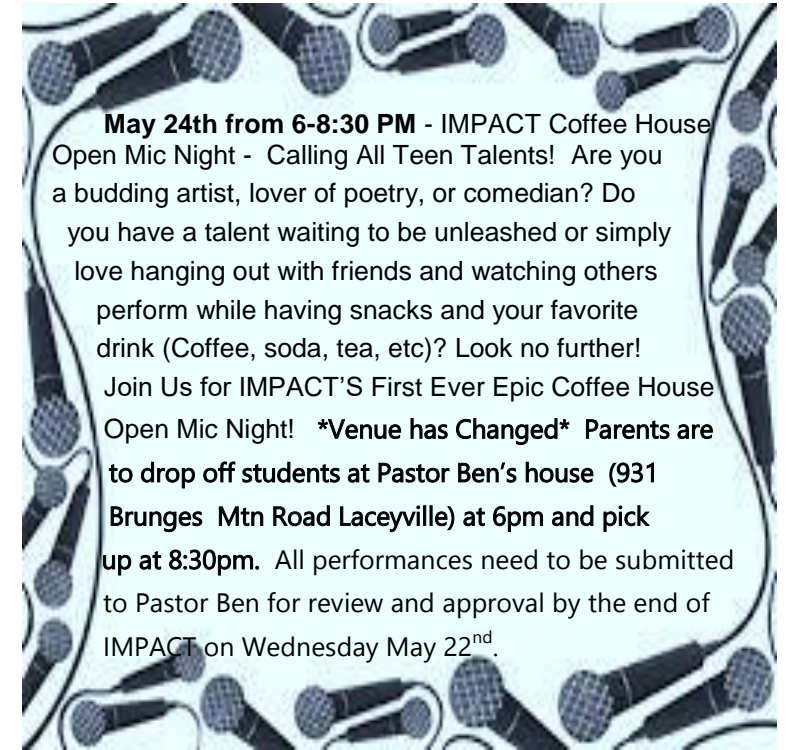 May 24th from 6-8:30 PM - IMPACT Coffee House
Open Mic Night - Calling All Teen Talents! Are you
a budding artist, lover of poetry, or comedian? Do
you have a talent waiting to be unleashed or simply
love hanging out with friends and watching others
perform while having snacks and your favorite
drink (Coffee, soda, tea, etc)? Look no further!
Join Us for IMPACT'S First Ever Epic Coffee House
Open Mic Night! *Venue has Changed* Parents are
to drop off students at Pastor Ben's house (931
Brunges Mtn Road Laceyville) at 6pm and pick
up at 8:30pm. All performances need to be submitted
to Pastor Ben for review and approval by the end of
IMPACT on Wednesday May 22nd.